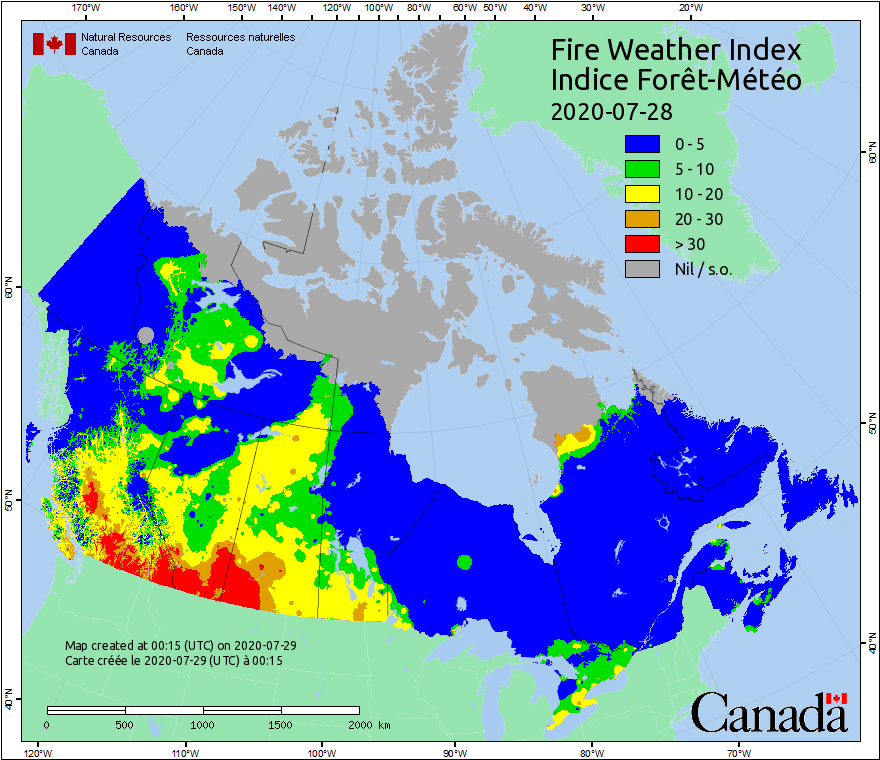 170°W 160°W 150°W 140°W 120°W 100°W 80°W 60°W 50°W 40°W 30°W 20°W
Natural Resources Ressources naturelles
Canada Canada
Fire Weather Index
Indice Forêt-Météo
2020-07-28
0 - 5
5 - 10
10 - 20
20 - 30
> 30
Nil / s.o.
60°N 60°N
50°N 50°N
40°N 40°N
Map created at 00:15 (UTC) on 2020-07-29
Carte créée le 2020-07-29 (UTC) à 00:15
0 500 1000 1500 2000 km
Canada
120°W 110°W 100°W 90°W 80°W 70°W